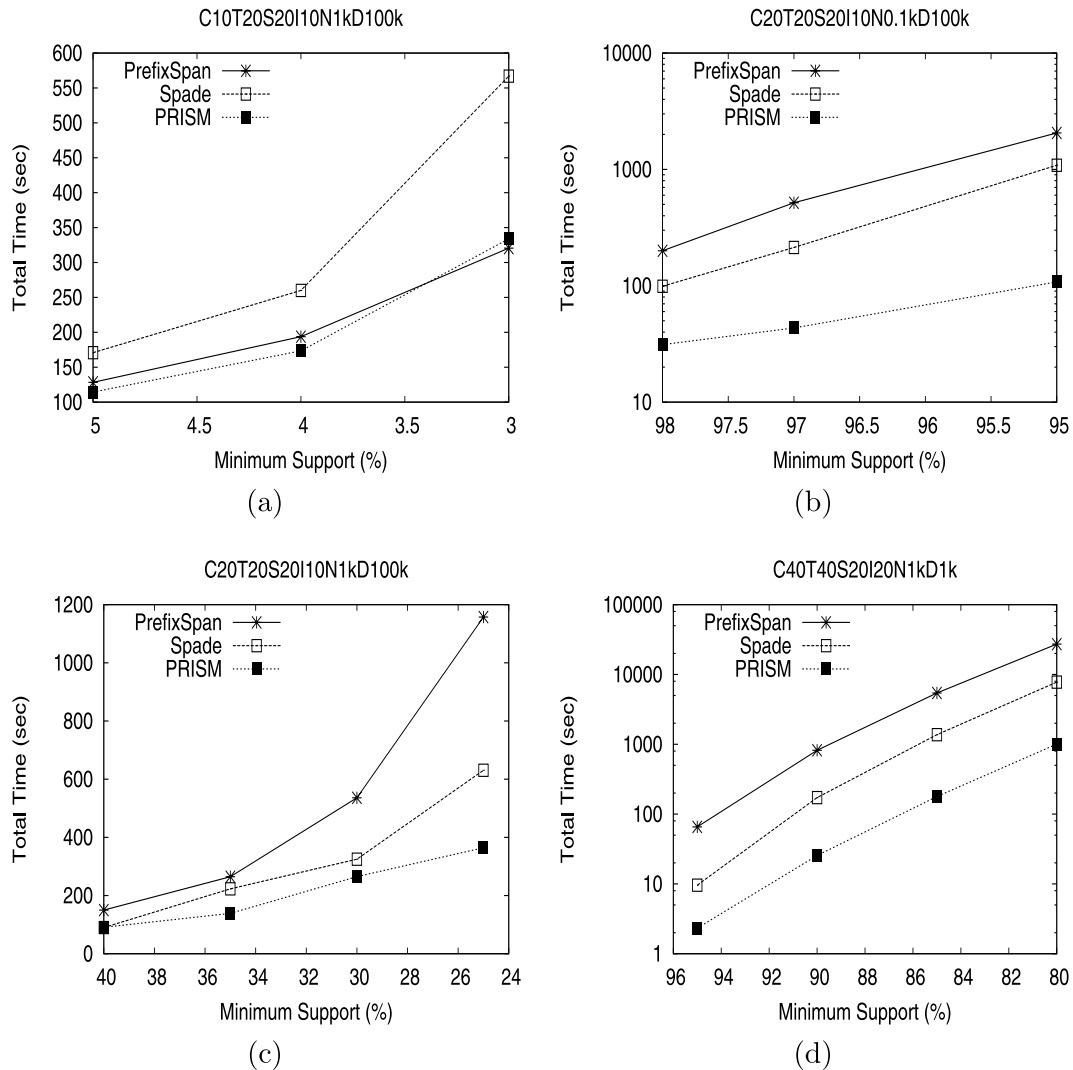 C10T20S20I10N1kD100k
Total Time (sec)
600
550
500
450
400
350
300
250
200
150
100
PrefixSpan
Spade
PRISM
5
4.5
4
3.5
3
Minimum Support (%)
(a)
C20T20S20I10N0.1kD100k
Total Time (sec)
10000
1000
100
10
PrefixSpan
Spade
PRISM
98
97.5
97
96.5
96
95.5
95
Minimum Support (%)
(b)
C20T20S20I10N1kD100k
Total Time (sec)
1200
1000
800
600
400
200
0
PrefixSpan
Spade
PRISM
40
38
36
34
32
30
28
26
24
Minimum Support (%)
(c)
C40T40S20I20N1kD1k
Total Time (sec)
100000
10000
1000
100
10
1
PrefixSpan
Spade
PRISM
96
94
92
90
88
86
84
82
80
Minimum Support (%)
(d)